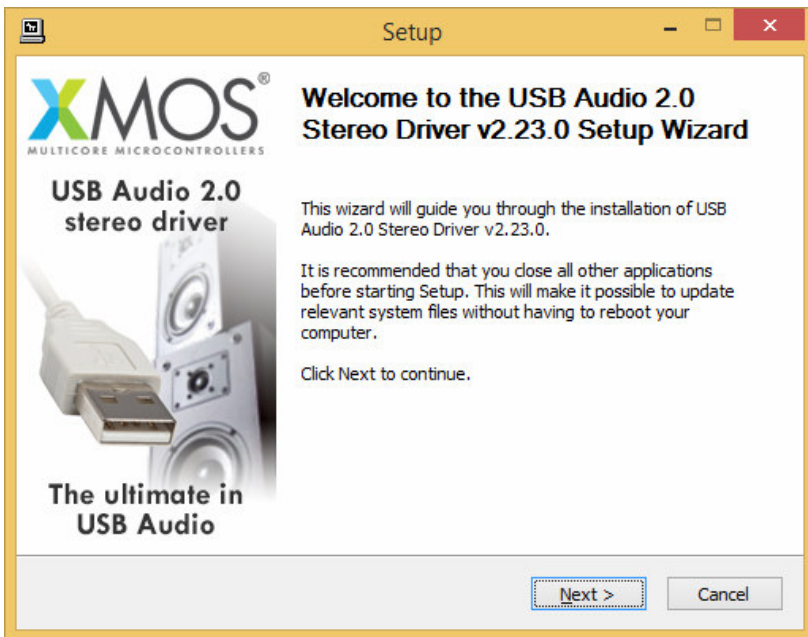 Setup
XMOS®
MULTICORE MICROCONTROLLERS
USB Audio 2.0
stereo driver
The ultimate in
USB Audio
Welcome to the USB Audio 2.0
Stereo Driver v2.23.0 Setup Wizard
This wizard will guide you through the installation of USB
Audio 2.0 Stereo Driver v2.23.0.
It is recommended that you close all other applications
before starting Setup. This will make it possible to update
relevant system files without having to reboot your
computer.
Click Next to continue.
Next >
Cancel